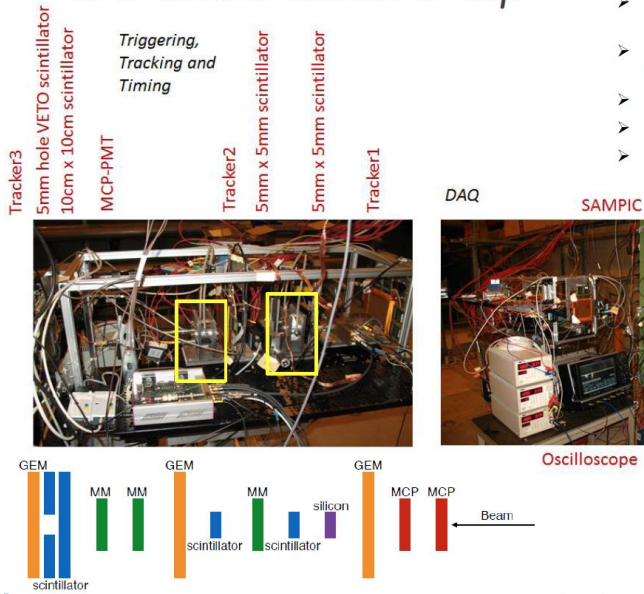 Triggering,
Tracking and
Timing
Tracker3
5mm hole VETO scintillator
10cm x 10cm scintillator
MCP-PMT
Tracker2
5mm x 5mm scintillator
5mm x 5mm scintillator
Tracker1
DAQ
SAMPIC
Oscilloscope
GEM
MM
MM
GEM
MM
silicon
GEM
MCP
MCP
Beam
scintillator
scintillator
scintillator